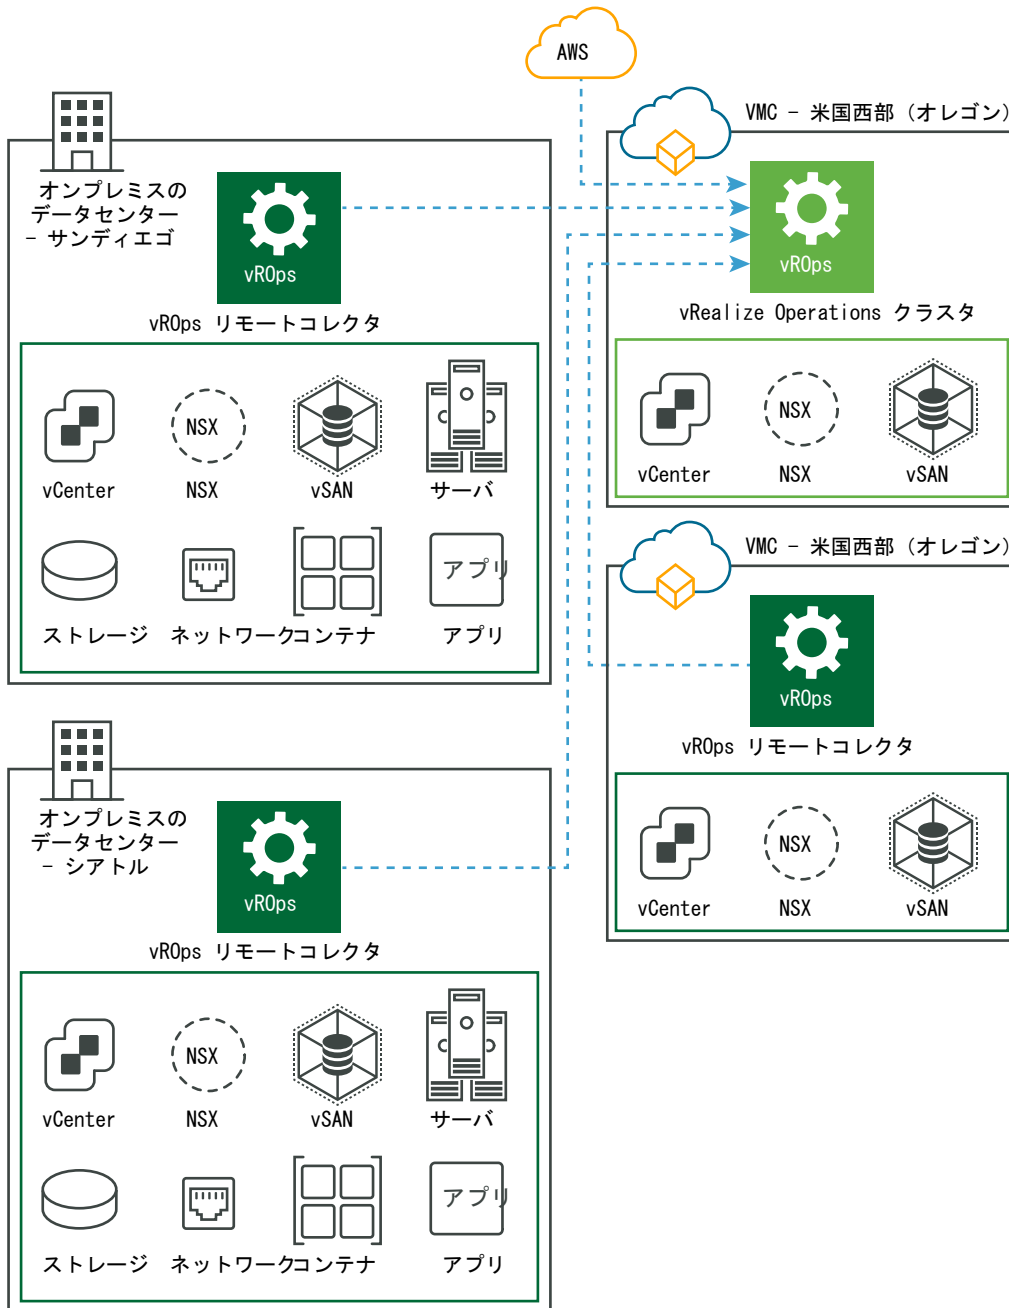 AWS
VMC - 米国西部 (オレゴン)
オンプレミスの
データセンター
- サンディエゴ
vROps
vROps リモートコレクタ
vCenter
NSX
NSX
vSAN
サーバ
ストレージ
ネットワーク
コンテナ
アプリ
アプリ
vROps
vRealize Operations クラスタ
vCenter
NSX
NSX
vSAN
VMC - 米国西部 (オレゴン)
vROps
vROps リモートコレクタ
vCenter
NSX
NSX
vSAN
オンプレミスの
データセンター
- シアトル
vROps
vROps リモートコレクタ
vCenter
NSX
NSX
vSAN
サーバ
ストレージ
ネットワーク
コンテナ
アプリ
アプリ